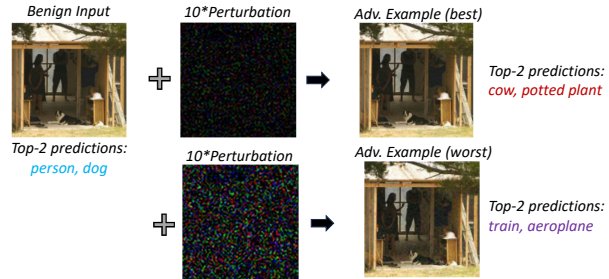 Benign Input
10*Perturbation
Adv. Example (best)
Top-2 predictions:
cow, potted plant
Top-2 predictions:
person, dog
10*Perturbation
Adv. Example (worst)
Top-2 predictions:
train, aeroplane